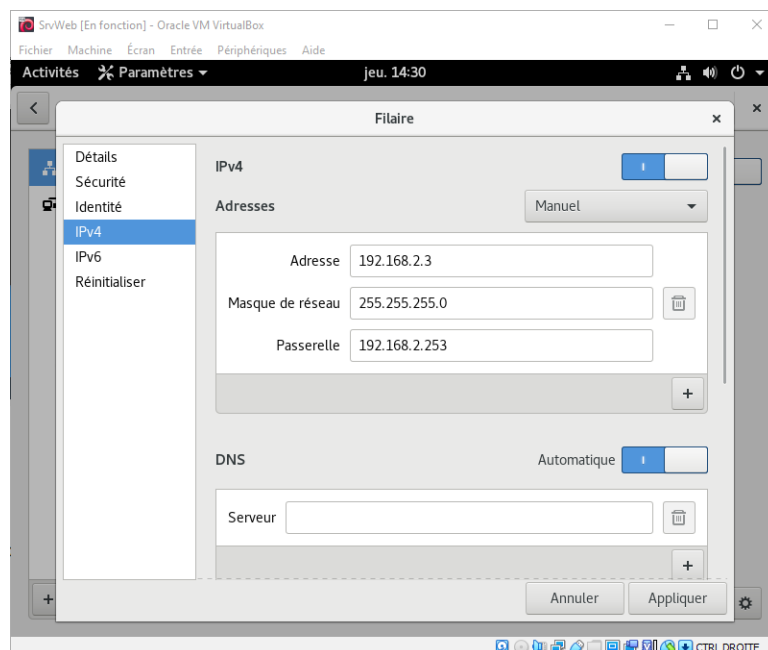 SrvWeb [En fonction] - Oracle VM VirtualBox
Fichier Machine Écran Entrée Périphériques Aide
Activités Paramètres jeu. 14:30
Filaire
Détails
Sécurité
Identité
IPv4
IPv6
Réinitialiser
IPv4
Adresses Manuel
Adresse 192.168.2.3
Masque de réseau 255.255.255.0
Passerelle 192.168.2.253
DNS Automatique
Serveur
Annuler Appliquer
CTRL DROITE